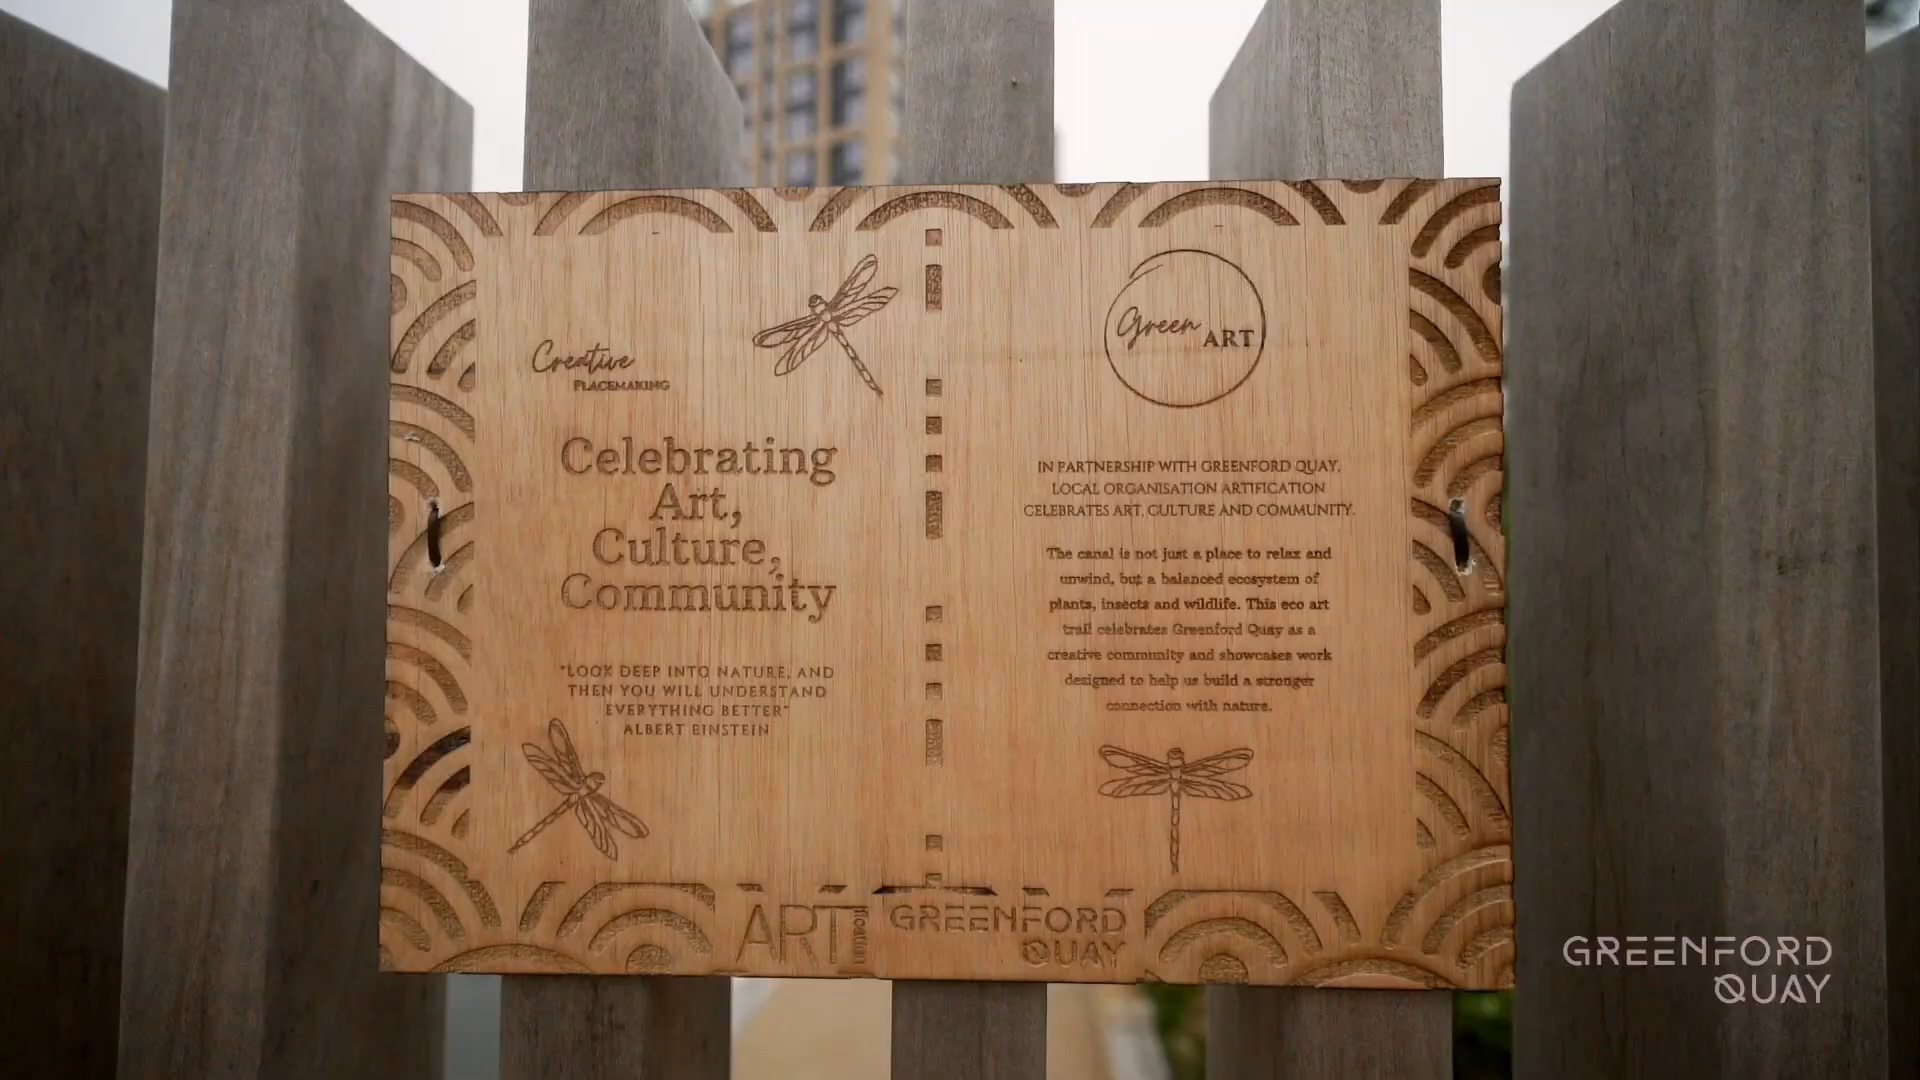 Creative
PLACEMAKING
Celebrating
Art,
Culture,
Community
"LOOK DEEP INTO NATURE, AND
THEN YOU WILL UNDERSTAND
EVERYTHING BETTER"
ALBERT EINSTEIN
Green
ART
IN PARTNERSHIP WITH GREENFORD QUAY,
LOCAL ORGANISATION ARTIFICATION
CELEBRATES ART, CULTURE AND COMMUNITY.
The canal is not just a place to relax and
unwind, but a balanced ecosystem of
plants, insects and wildlife. This eco art
trail celebrates Greenford Quay as a
creative community and showcases work
designed to help us build a stronger
connection with nature.
ART ification
GREENFORD
QUAY
GREENFORD
QUAY